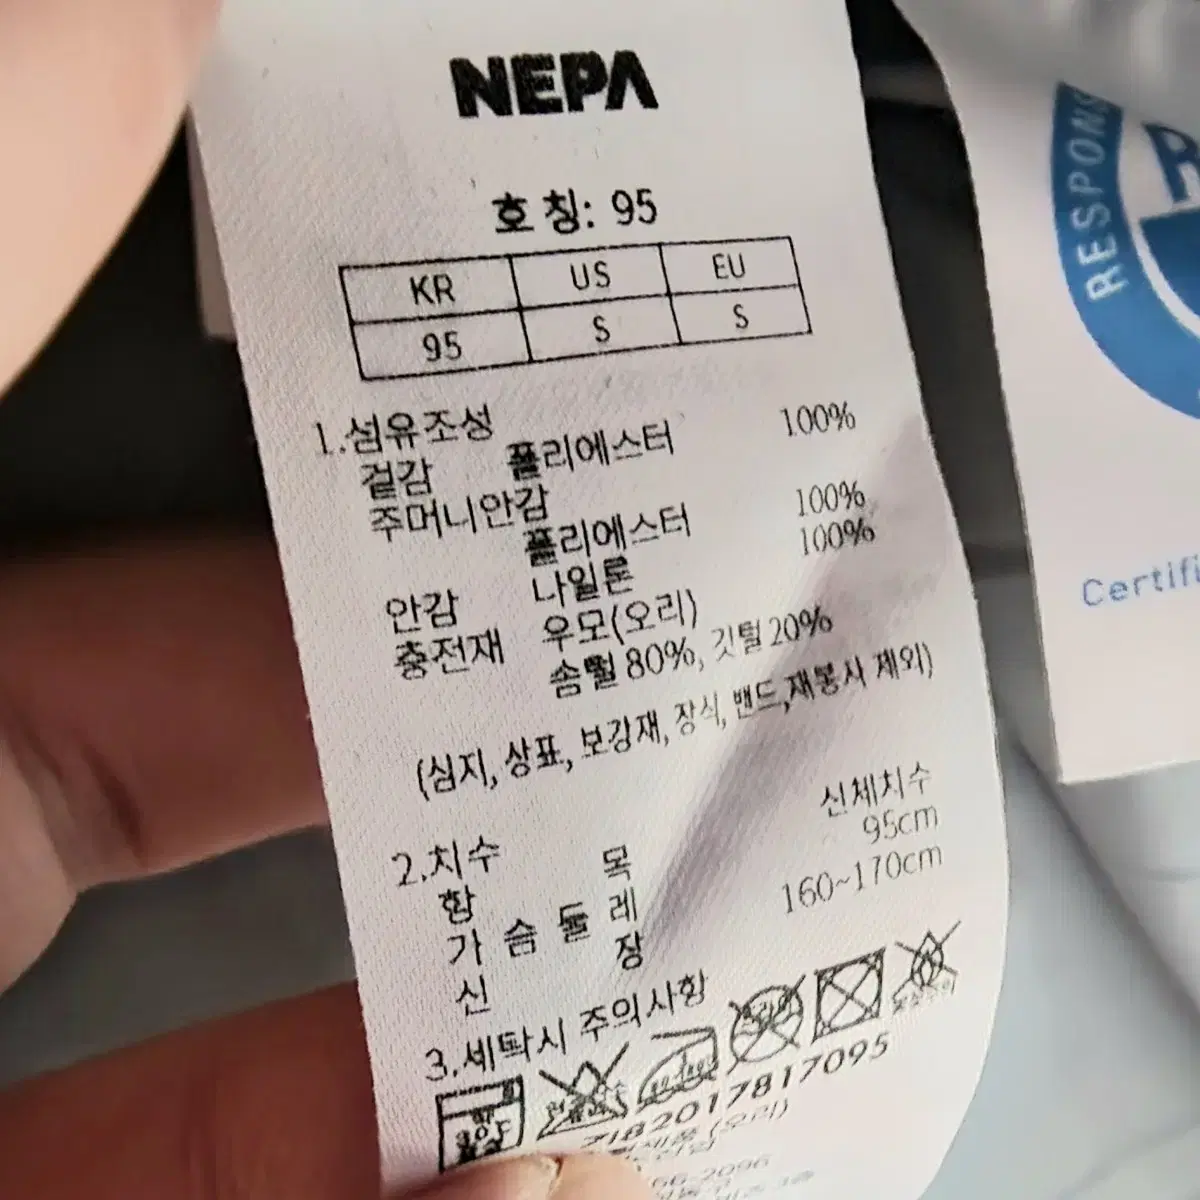 NEPA
호 칭: 95
KR US EU
95 S S
1.섬유조성
겉감 폴리에스터 100%
주머니안감
폴리에스터 100%
안감 나일론 100%
충전재 우모(오리)
솜털 80%, 깃털 20%
(심지, 상표, 보강재, 장식, 밴드,재봉사 제외)
2.치수
항 목 신체치수
가 슴 둘 레 95cm
신 장 160~170cm
3.세탁시 주의사항
7182017817095
(오리)
RESPONS
R
Certifi